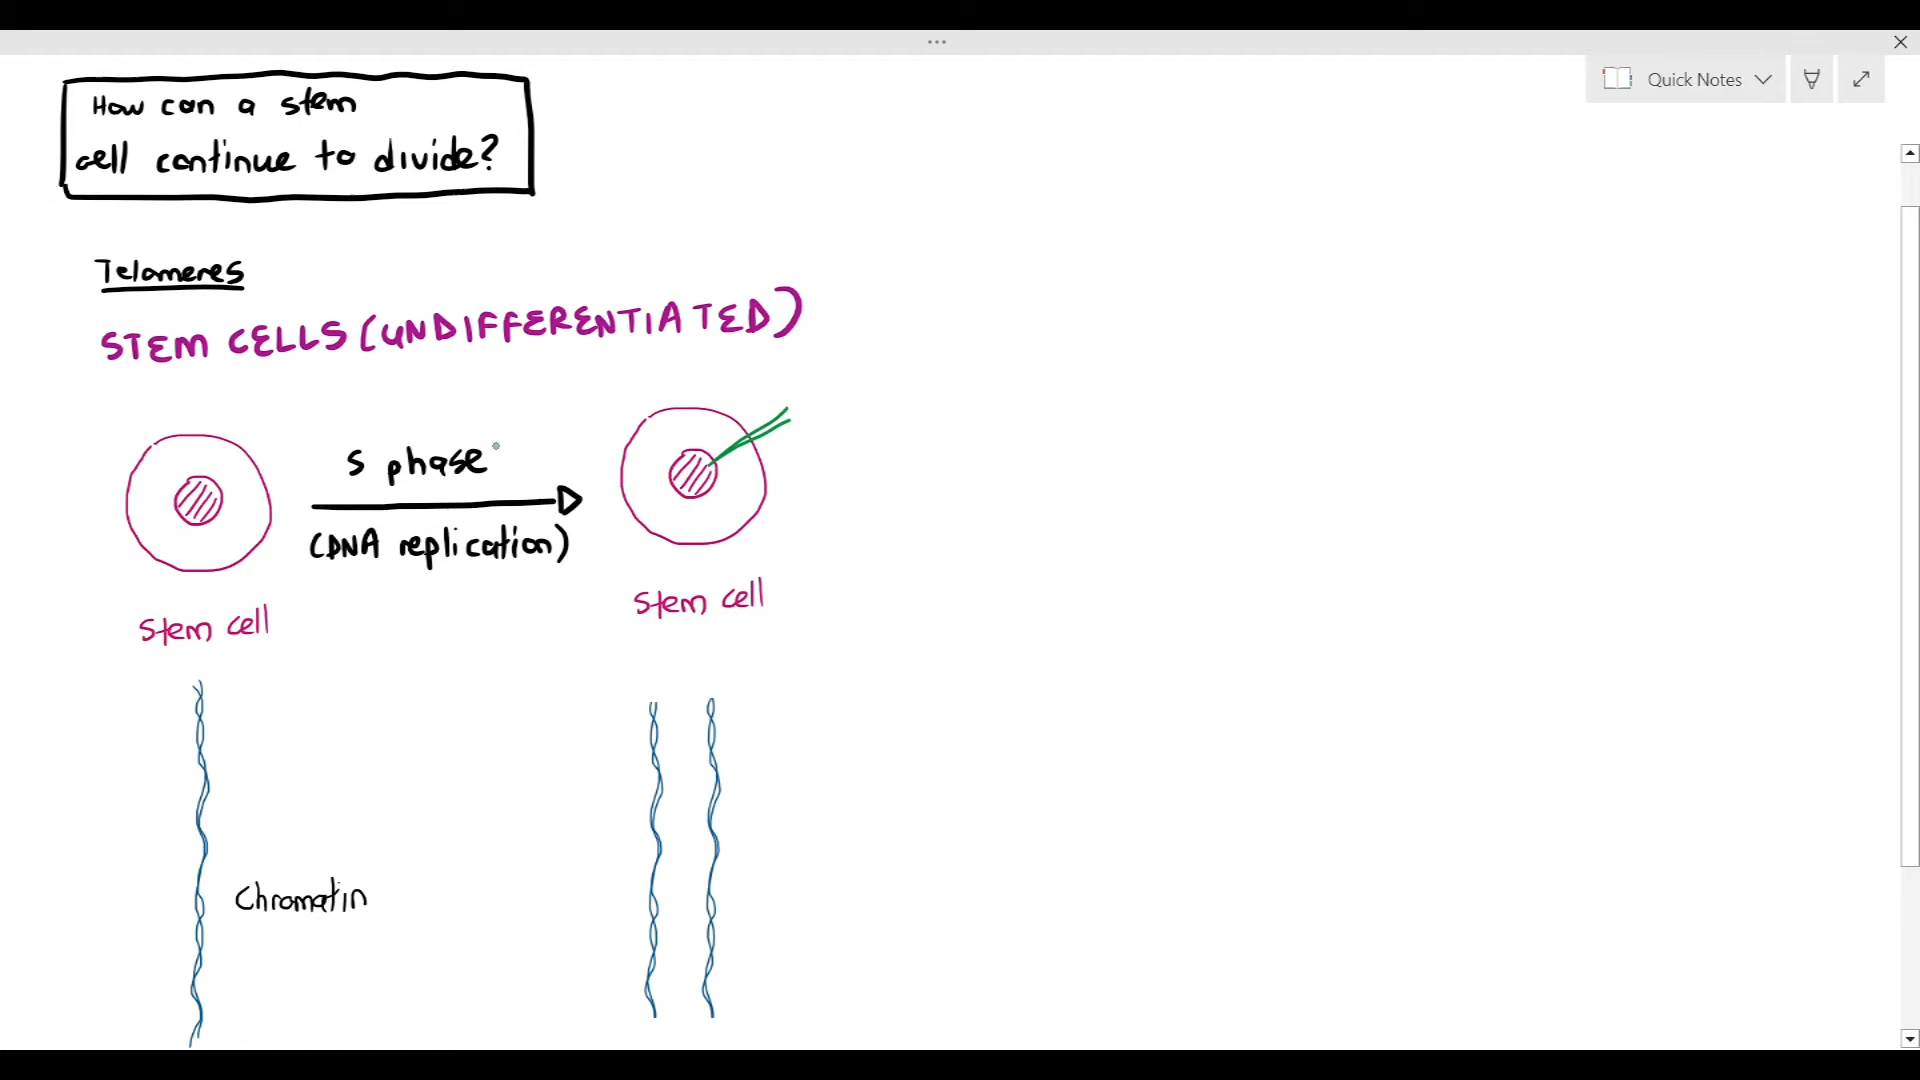 Quick Notes
How can a stem
cell continue to divide?
Telomeres
STEM CELLS (UNDIFFERENTIATED)
S phase
(DNA replication)
Stem cell
Stem cell
Chromatin